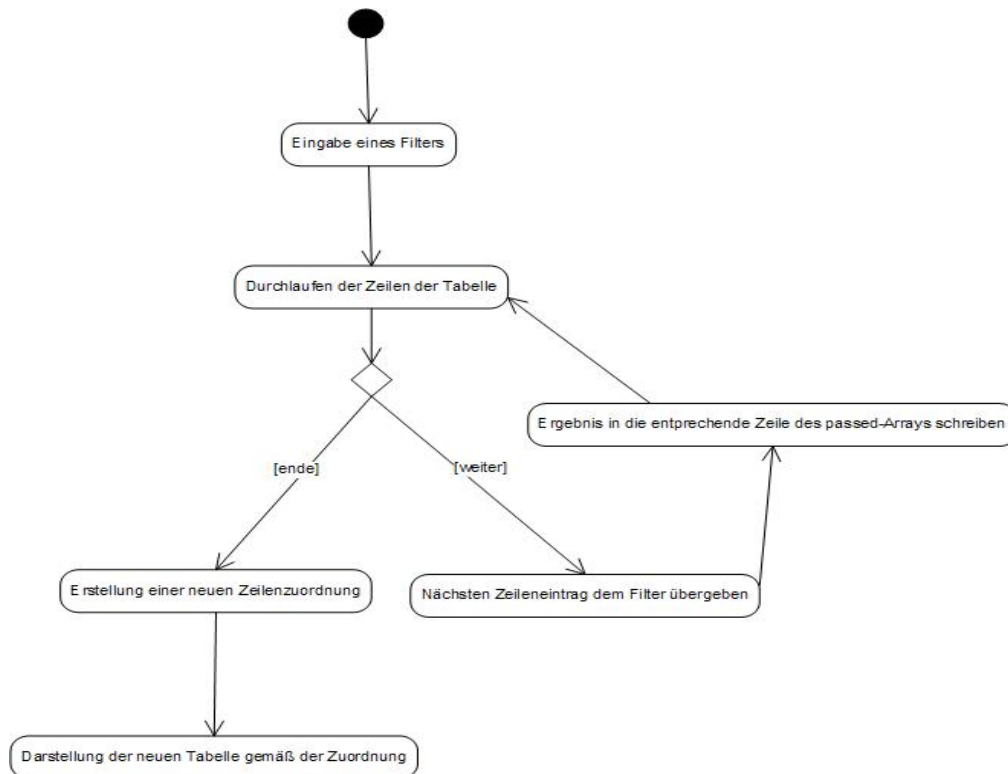 Eingabe eines Filters
Durchlaufen der Zeilen der Tabelle
Ergebnis in die entprechende Zeile des passed-Arrays schreiben
[ende]
[weiter]
Erstellung einer neuen Zeilenzuordnung
Nächsten Zeileneintrag dem Filter übergeben
Darstellung der neuen Tabelle gemäß der Zuordnung